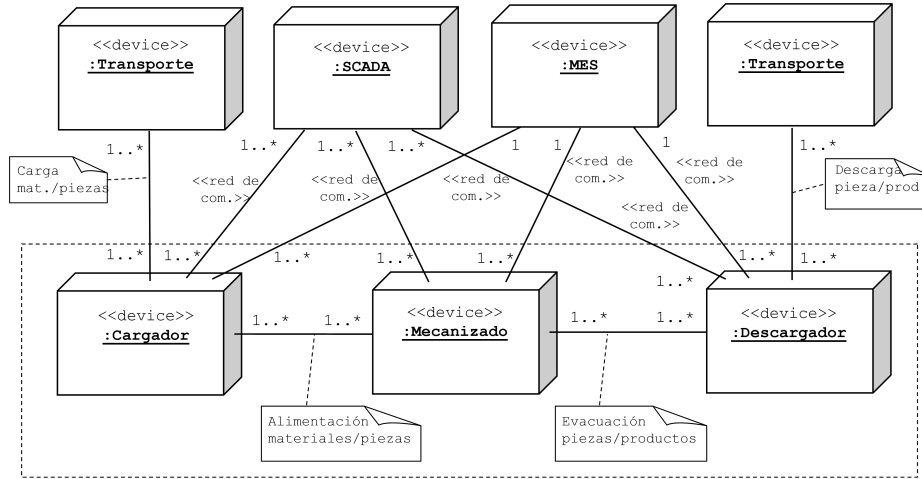 <<device>>
:Transporte
<<device>>
:SCADA
<<device>>
:MES
<<device>>
:Transporte
1..*
1..*
1..*
1..*
1
1
1
1..*
Carga
mat./piezas
<<red de
com.>>
<<red de
com.>>
<<red de
com.>>
<<red de
com.>>
<<red de
com.>>
<<red de
com.>>
Descarga
pieza/prod
1..*
1..*
1..*
1..*
1..*
1..*
1..*
1..*
<<device>>
:Cargador
1..*
1..*
<<device>>
:Mecanizado
1..*
1..*
<<device>>
:Descargador
Alimentación
materiales/piezas
Evacuación
piezas/productos